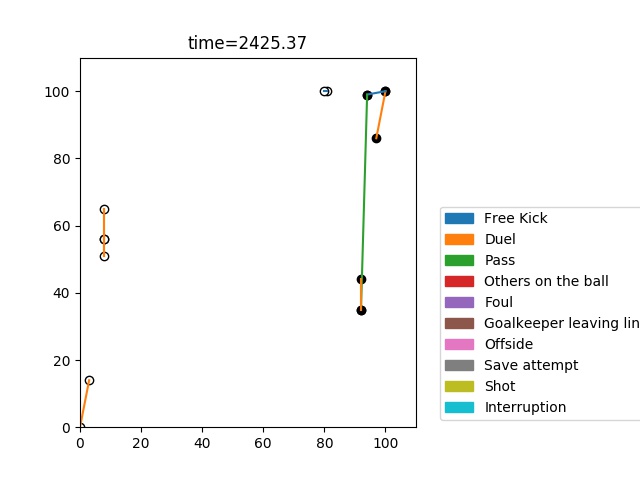 time=2425.37
100
80
60
40
20
0
0 20 40 60 80 100
Free Kick
Duel
Pass
Others on the ball
Foul
Goalkeeper leaving lin
Offside
Save attempt
Shot
Interruption